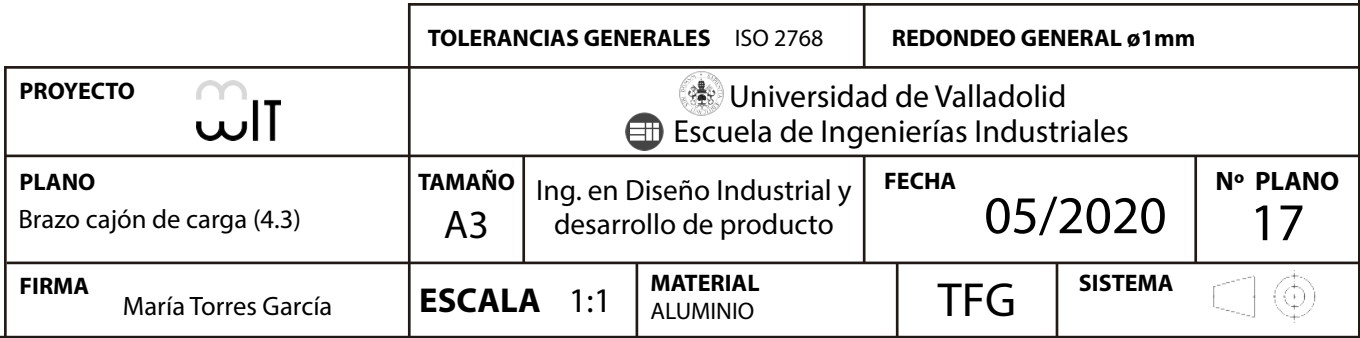 TOLERANCIAS GENERALES ISO 2768
REDONDEO GENERAL ø1mm
PROYECTO
wIT
Universidad de Valladolid
Escuela de Ingenierías Industriales
PLANO
Brazo cajón de carga (4.3)
TAMAÑO
A3
Ing. en Diseño Industrial y
desarrollo de producto
FECHA
05/2020
Nº PLANO
17
FIRMA
María Torres García
ESCALA 1:1
MATERIAL
ALUMINIO
TFG
SISTEMA